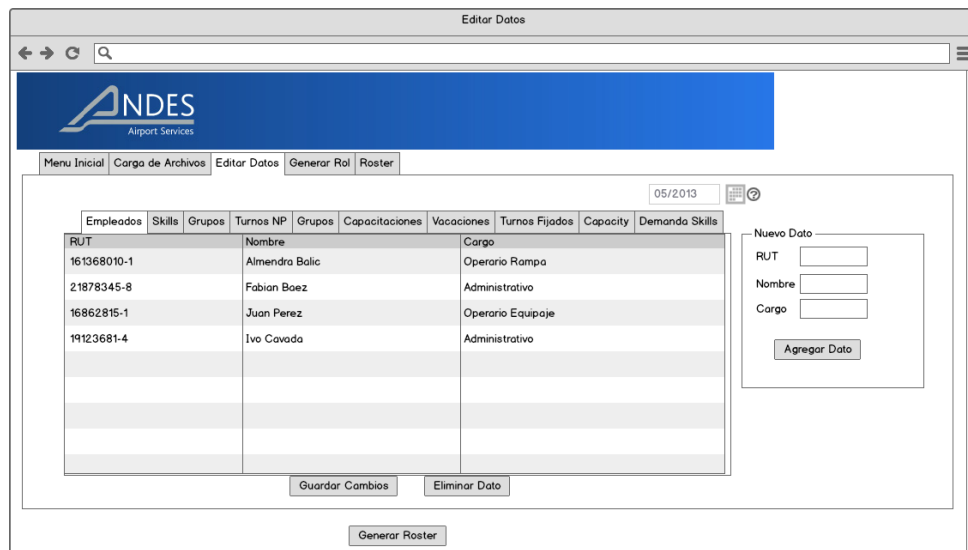 Editar Datos
ANDES
Airport Services
Menu Inicial Carga de Archivos Editar Datos Generar Rol Roster
05/2013 ?
Empleados Skills Grupos Turnos NP Grupos Capacitaciones Vacaciones Turnos Fijados Capacity Demanda Skills
RUT Nombre Cargo
161368010-1 Almendra Balic Operario Rampa
21878345-8 Fabian Baez Administrativo
16862815-1 Juan Perez Operario Equipaje
19123681-4 Ivo Cavada Administrativo
Nuevo Dato
RUT
Nombre
Cargo
Agregar Dato
Guardar Cambios Eliminar Dato
Generar Roster